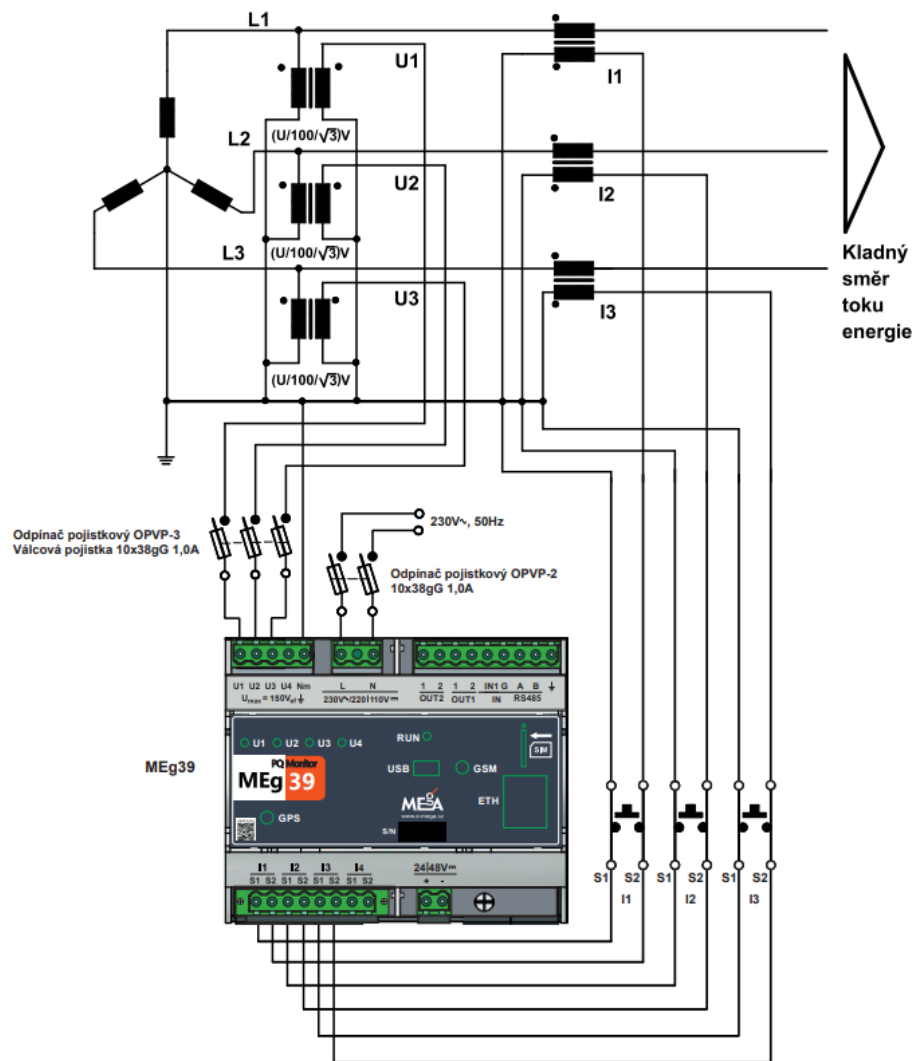 L1
U1
I1
(U/100/√3)V
L2
U2
I2
(U/100/√3)V
L3
U3
I3
(U/100/√3)V
Kladný
směr
toku
energie
230V~, 50Hz
Odpínač pojistkový OPVP-3
Válcová pojistka 10x38gG 1,0A
Odpínač pojistkový OPVP-2
10x38gG 1,0A
U1 U2 U3 U4 Nm
Umax = 150Vef
L N
230V~/220|110V
1 2 1 2 IN1 G A B
OUT2 OUT1 IN RS485
MEg39
U1 U2 U3 U4
RUN
SIM
PQ Monitor
MEg 39
USB
GSM
ETH
MEgA
www.e-mega.cz
GPS
S/N
I1 I2 I3 I4
S1 S2 S1 S2 S1 S2 S1 S2
24|48V
+ -
S1 S2 S1 S2 S1 S2
I1 I2 I3